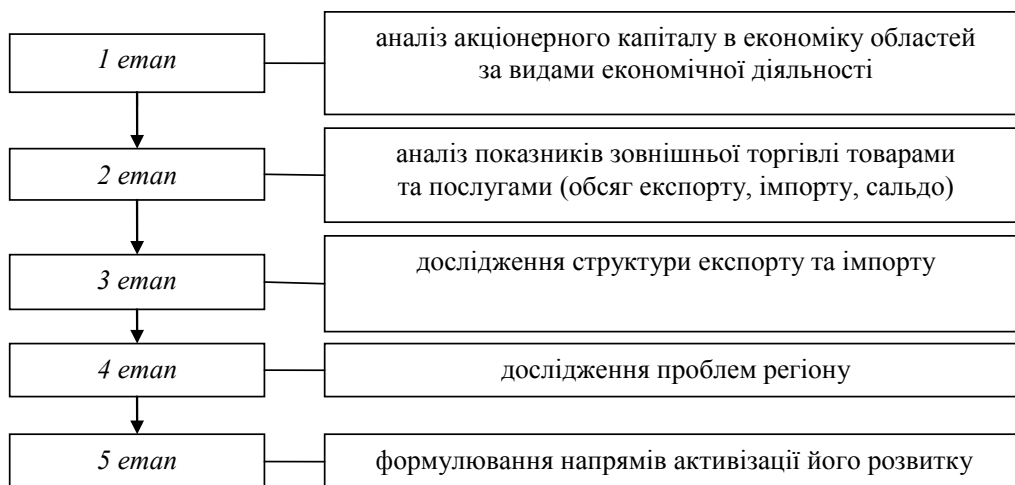 1 етап
аналіз акціонерного капіталу в економіку областей
за видами економічної діяльності
2 етап
аналіз показників зовнішньої торгівлі товарами
та послугами (обсяг експорту, імпорту, сальдо)
3 етап
дослідження структури експорту та імпорту
4 етап
дослідження проблем регіону
5 етап
формулювання напрямів активізації його розвитку